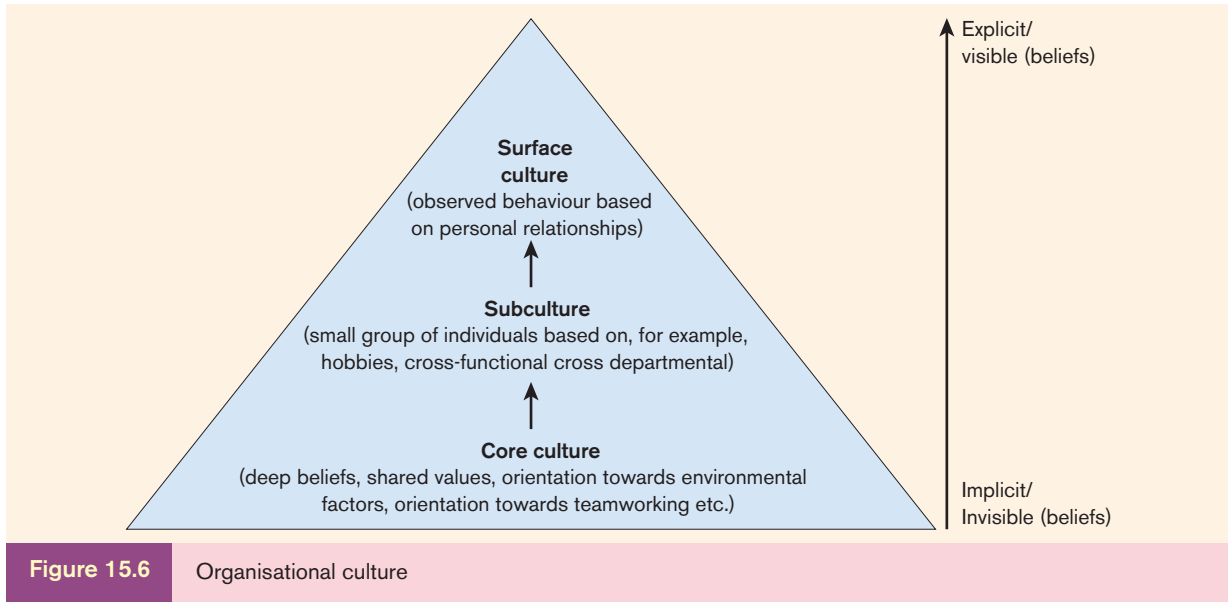 Explicit/
visible (beliefs)
Surface
culture
(observed behaviour based
on personal relationships)
Subculture
(small group of individuals based on, for example,
hobbies, cross-functional cross departmental)
Core culture
(deep beliefs, shared values, orientation towards environmental
factors, orientation towards teamworking etc.)
Implicit/
Invisible (beliefs)
Figure 15.6
Organisational culture